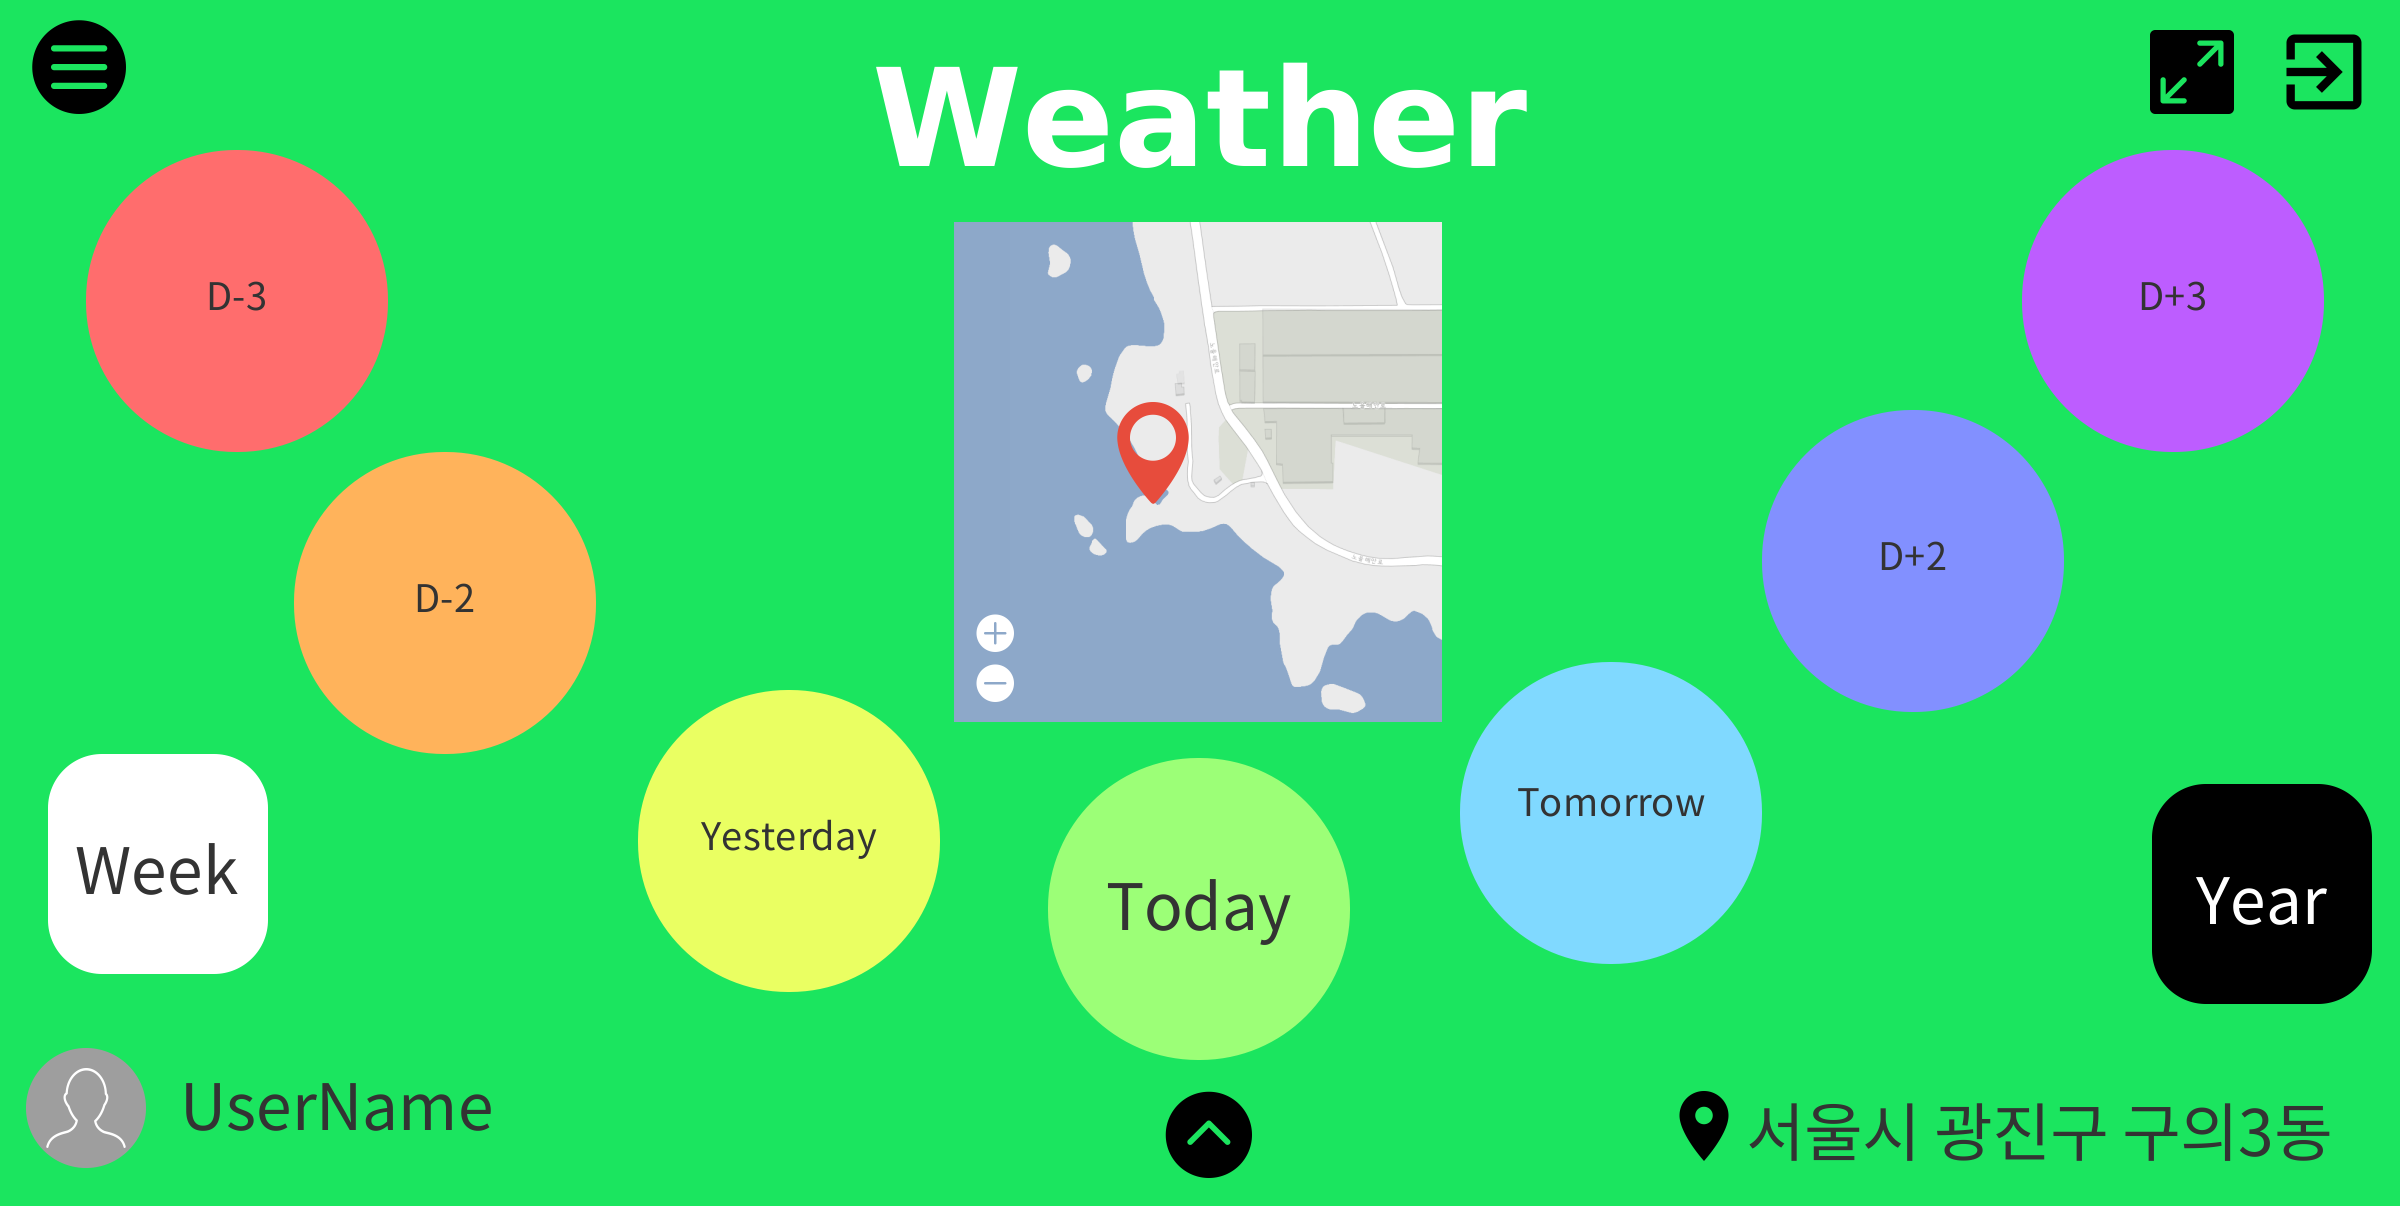 Weather
D-3
D+3
D-2
D+2
Yesterday
Tomorrow
Today
Week
Year
UserName
서울시 광진구 구의3동